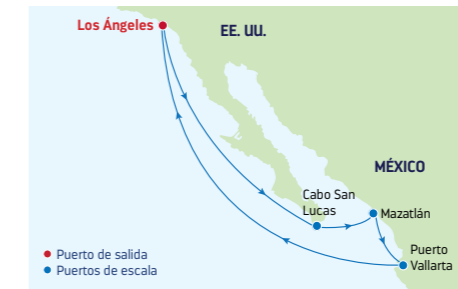 Los Ángeles
EE. UU.
MÉXICO
Cabo San
Lucas
Mazatlán
Puerto
Vallarta
Puerto de salida
Puertos de escala